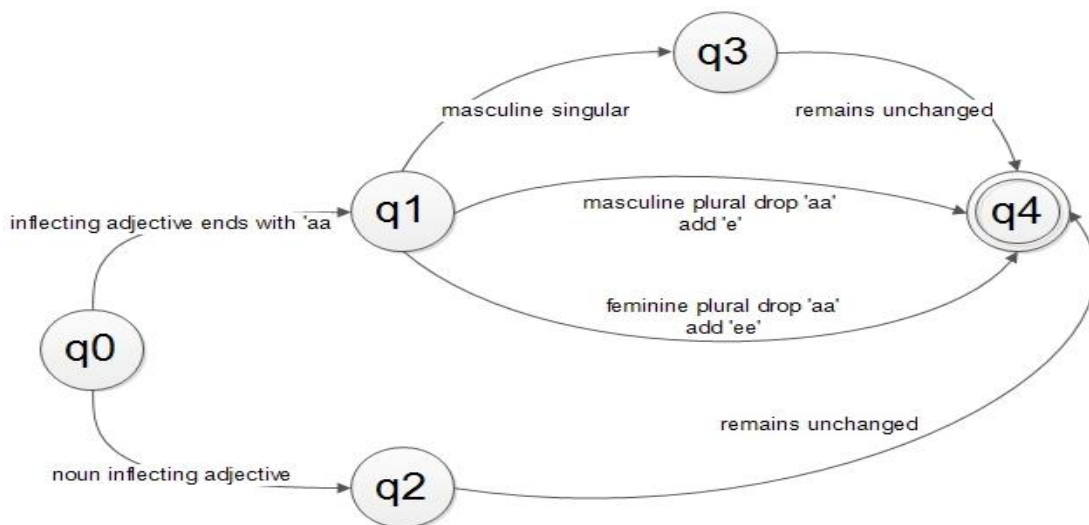 q3
masculine singular
remains unchanged
inflecting adjective ends with 'aa
q1
masculine plural drop 'aa'
add 'e'
q4
feminine plural drop 'aa'
add 'ee'
q0
remains unchanged
noun inflecting adjective
q2